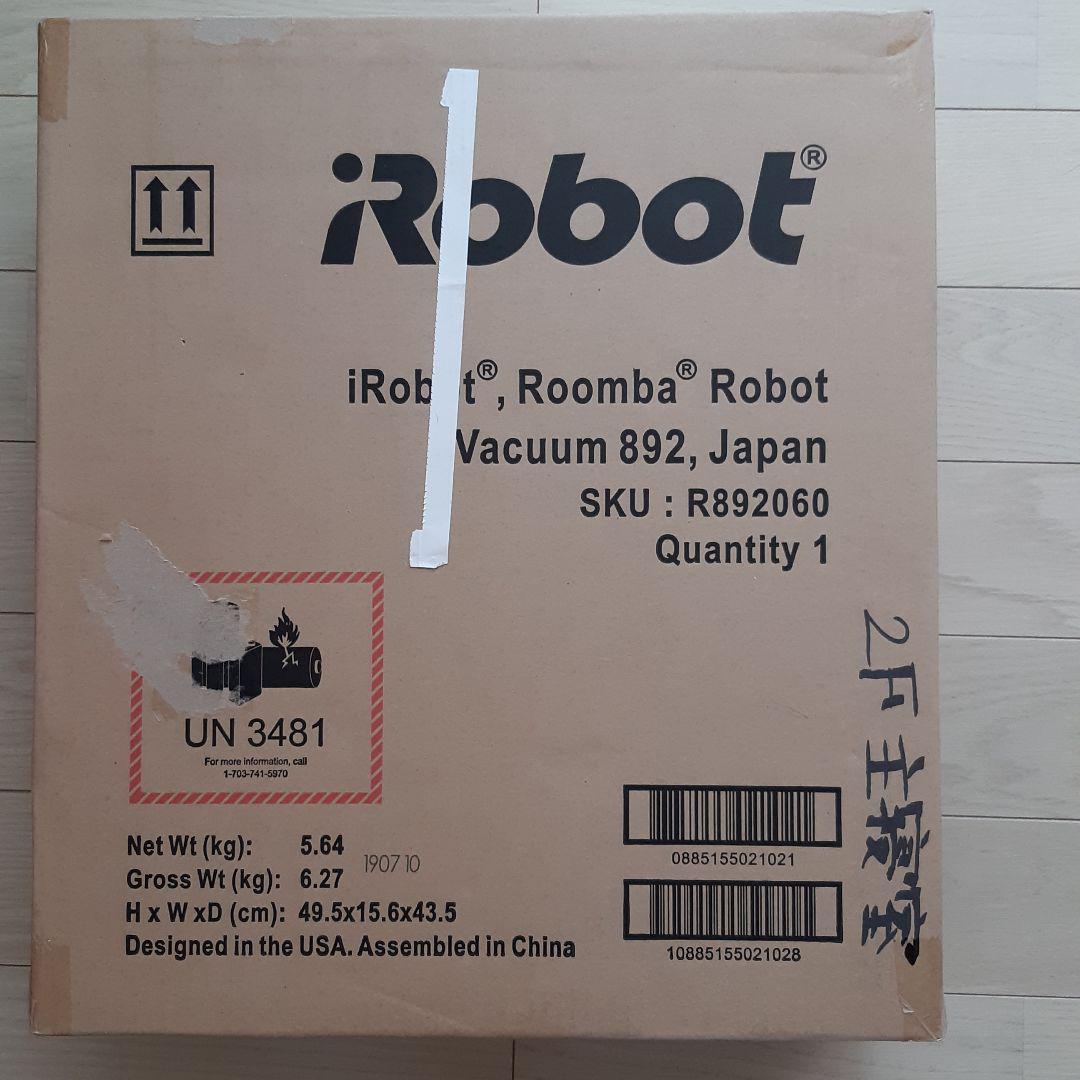 iRobot®
iRobot®, Roomba® Robot
Vacuum 892, Japan
SKU : R892060
Quantity 1
UN 3481
For more information, call
1-703-741-5970
2F 主寝室
Net Wt (kg): 5.64
190710
Gross Wt (kg): 6.27
H x W xD (cm): 49.5x15.6x43.5
Designed in the USA. Assembled in China
0885155021021
10885155021028